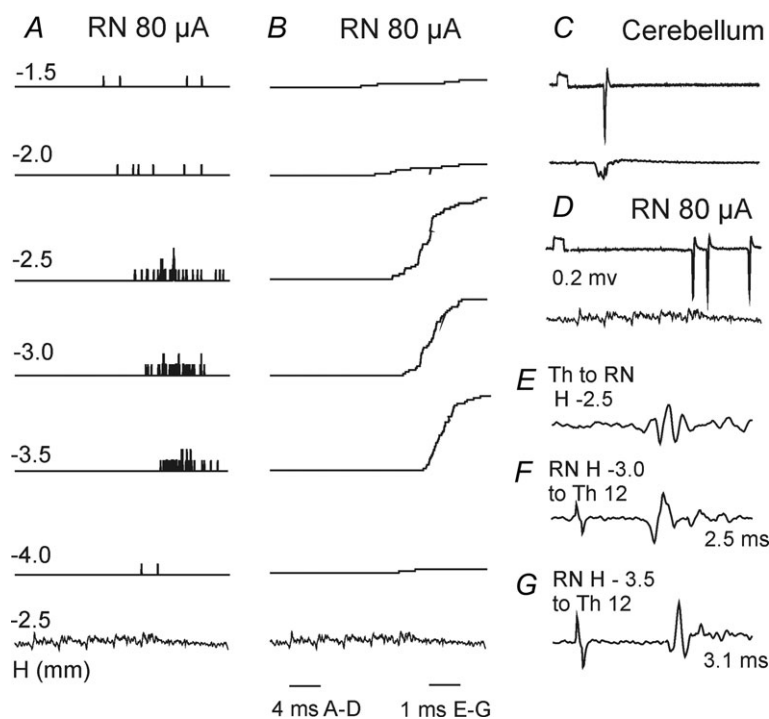 A RN 80 µA
-1.5
-2.0
-2.5
-3.0
-3.5
-4.0
-2.5
H (mm)
B RN 80 µA
4 ms A-D
1 ms E-G
C Cerebellum
D RN 80 µA
0.2 mv
E Th to RN
H -2.5
F RN H -3.0
to Th 12
2.5 ms
G RN H - 3.5
to Th 12
3.1 ms